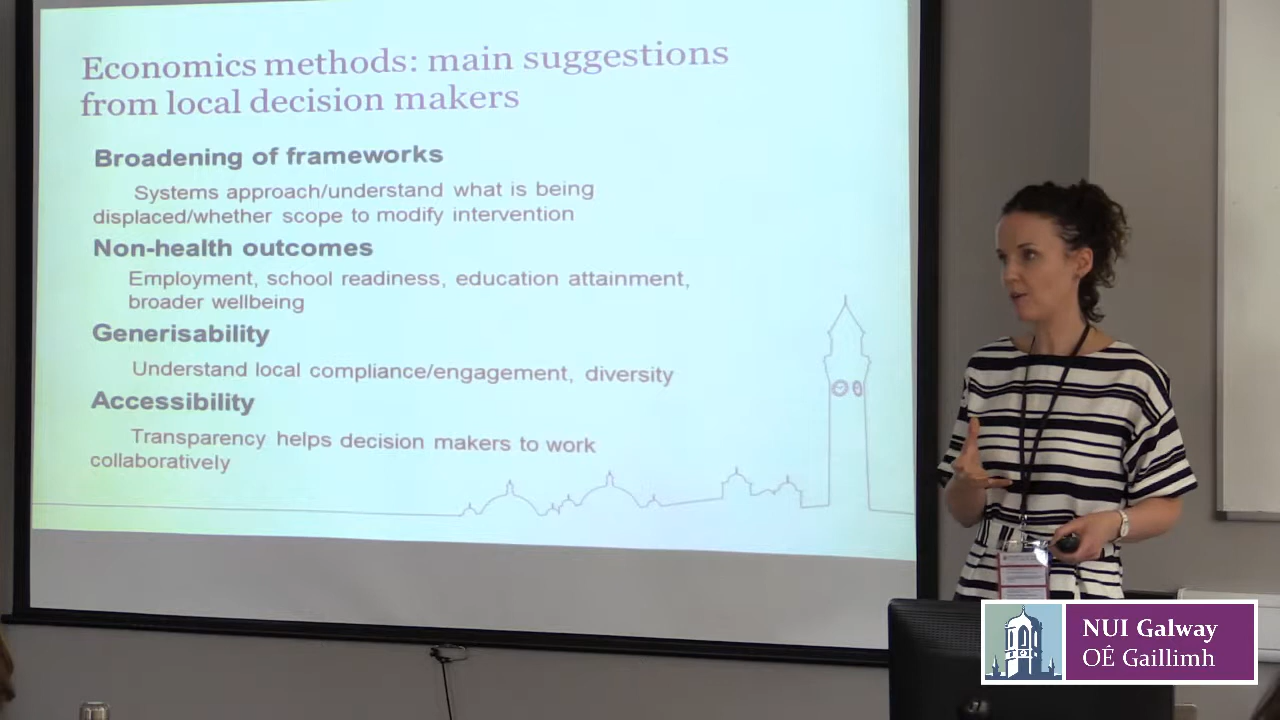 Economics methods: main suggestions
from local decision makers
Broadening of frameworks
Systems approach/understand what is being
displaced/whether scope to modify intervention
Non-health outcomes
Employment, school readiness, education attainment,
broader wellbeing
Generisability
Understand local compliance/engagement, diversity
Accessibility
Transparency helps decision makers to work
collaboratively
NUI Galway
OÉ Gaillimh